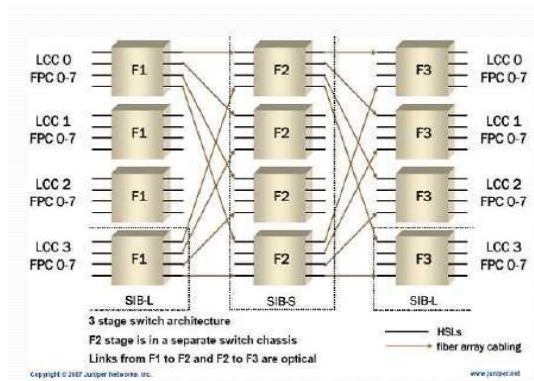 LCC 0
FPC 0-7
F1
F2
F3
LCC 0
FPC 0-7
LCC 1
FPC 0-7
F1
F2
F3
LCC 1
FPC 0-7
LCC 2
FPC 0-7
F1
F2
F3
LCC 2
FPC 0-7
LCC 3
FPC 0-7
F1
F2
F3
LCC 3
FPC 0-7
SIB-L
SIB-S
SIB-L
3 stage switch architecture
F2 stage is in a separate switch chassis
Links from F1 to F2 and F2 to F3 are optical
HSLs
fiber array cabling
Copyright © 2007 Juniper Networks, Inc.
www.juniper.net